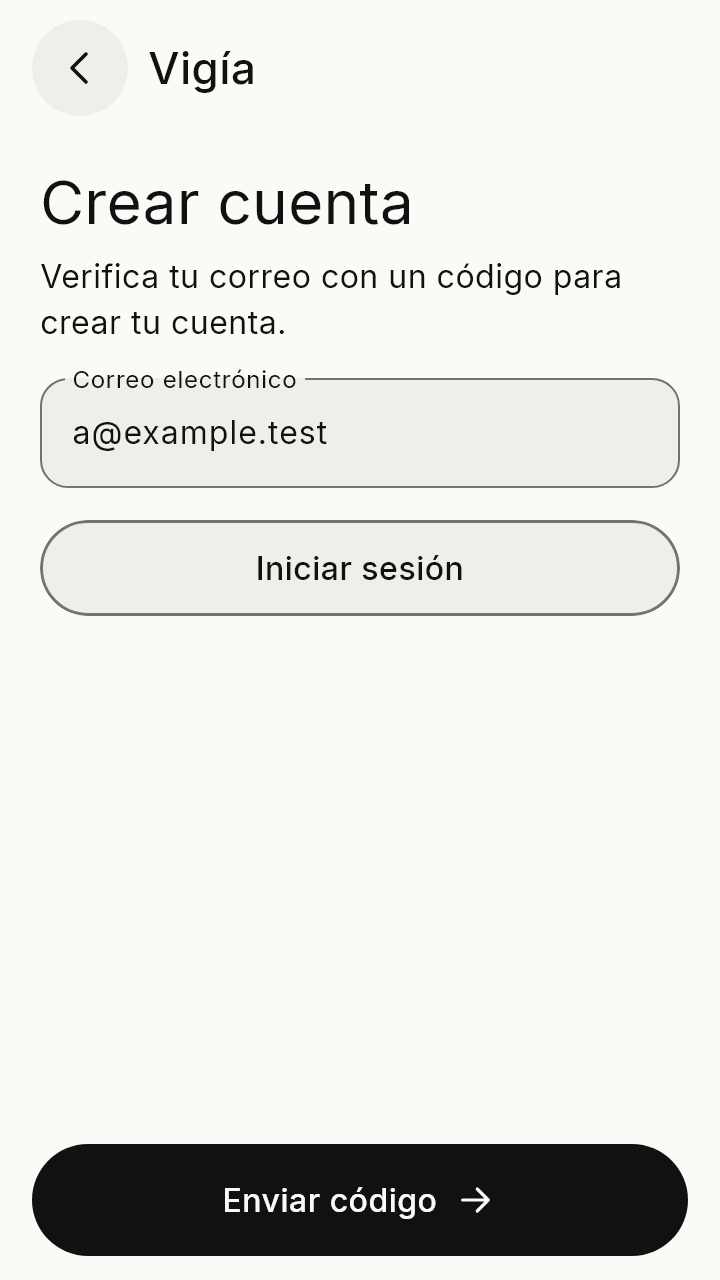 Vigía
Crear cuenta
Verifica tu correo con un código para
crear tu cuenta.
Correo electrónico
a@example.test
Iniciar sesión
Enviar código